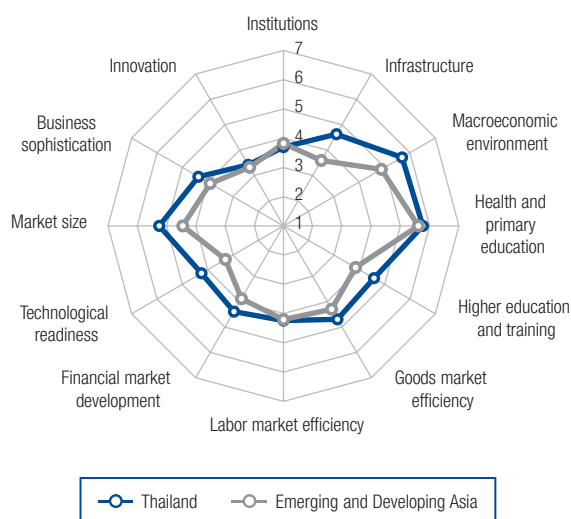 Institutions
7
6
5
4
3
2
1
Infrastructure
Macroeconomic
environment
Health and
primary
education
Higher education
and training
Goods market
efficiency
Labor market efficiency
Financial market
development
Technological
readiness
Market size
Business
sophistication
Innovation
Thailand
Emerging and Developing Asia